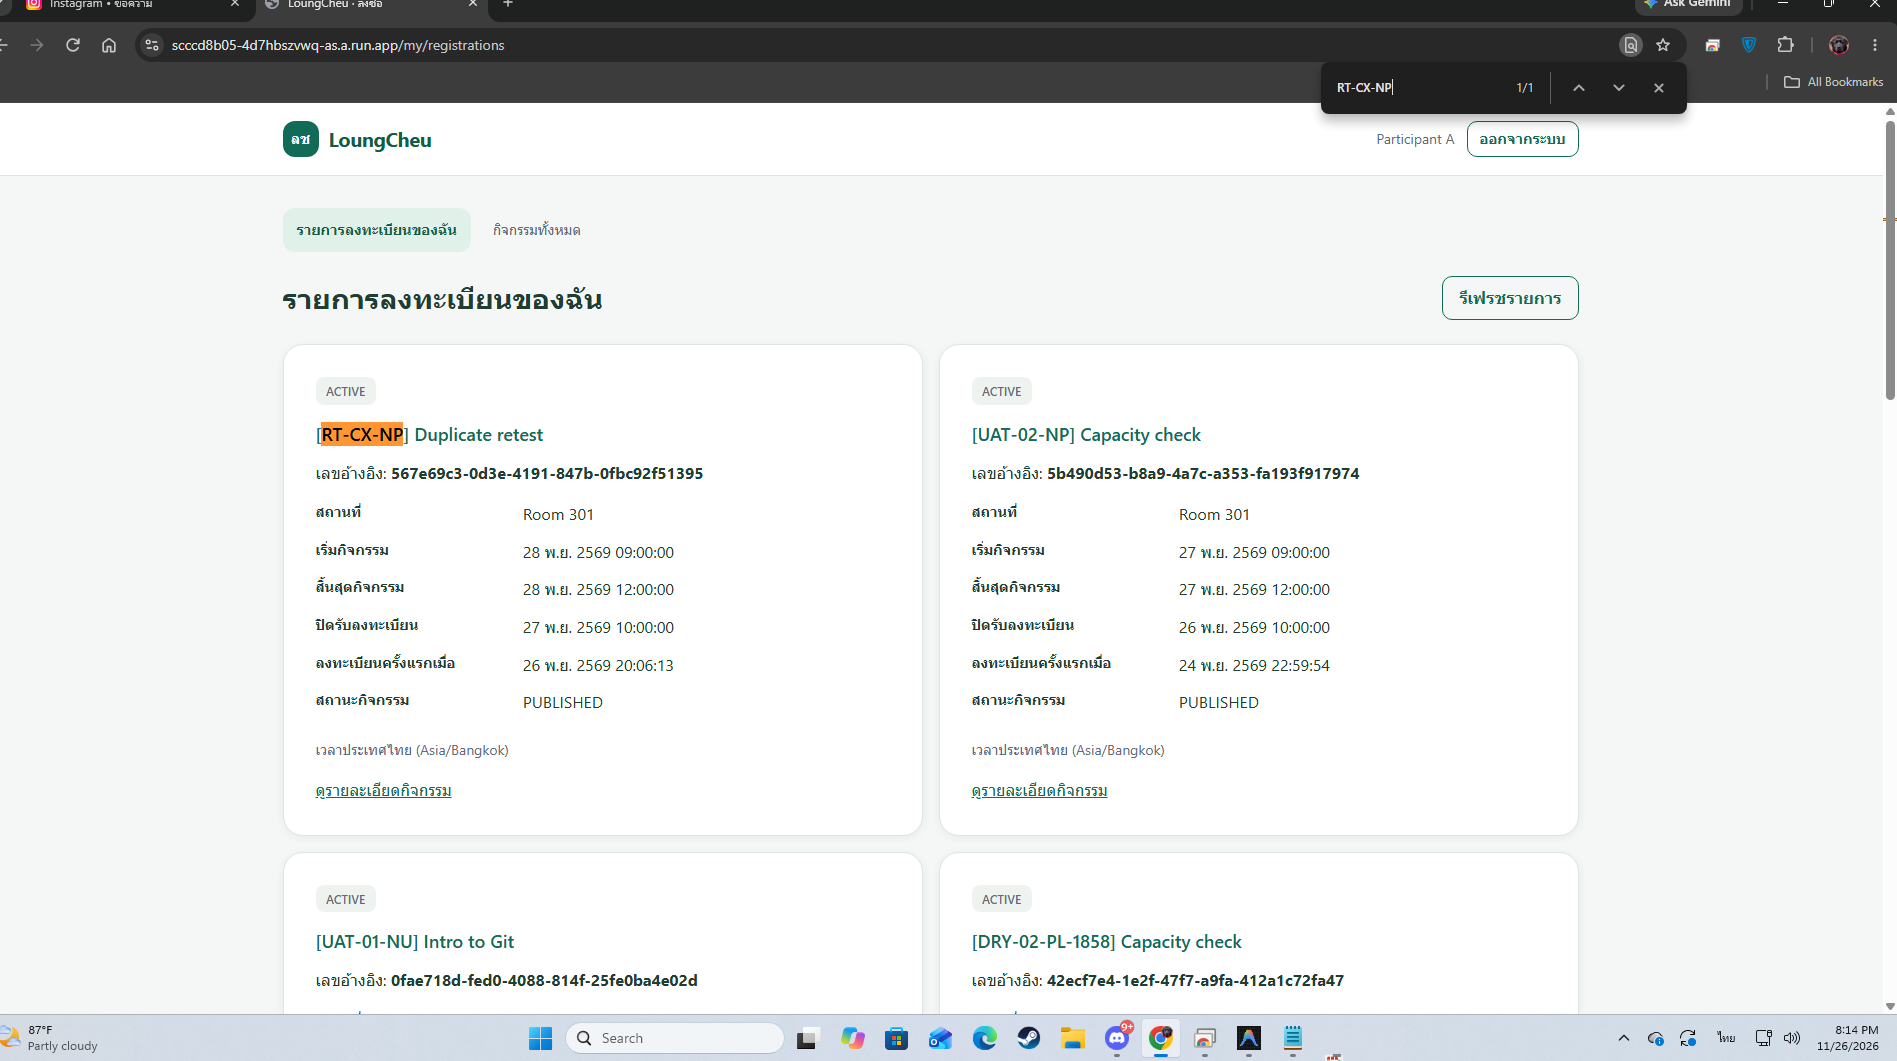 Instagram • ข้อความ
LoungCheu · ลงชื่อ
Ask Gemini
scccd8b05-4d7hbszvwq-as.a.run.app/my/registrations
RT-CX-NP 1/1
All Bookmarks
ลช LoungCheu
Participant A ออกจากระบบ
รายการลงทะเบียนของฉัน กิจกรรมทั้งหมด
รายการลงทะเบียนของฉัน
รีเฟรชรายการ
ACTIVE
[RT-CX-NP] Duplicate retest
เลขอ้างอิง: 567e69c3-0d3e-4191-847b-0fbc92f51395
สถานที่ Room 301
เริ่มกิจกรรม 28 พ.ย. 2569 09:00:00
สิ้นสุดกิจกรรม 28 พ.ย. 2569 12:00:00
ปิดรับลงทะเบียน 27 พ.ย. 2569 10:00:00
ลงทะเบียนครั้งแรกเมื่อ 26 พ.ย. 2569 20:06:13
สถานะกิจกรรม PUBLISHED
เวลาประเทศไทย (Asia/Bangkok)
ดูรายละเอียดกิจกรรม
ACTIVE
[UAT-02-NP] Capacity check
เลขอ้างอิง: 5b490d53-b8a9-4a7c-a353-fa193f917974
สถานที่ Room 301
เริ่มกิจกรรม 27 พ.ย. 2569 09:00:00
สิ้นสุดกิจกรรม 27 พ.ย. 2569 12:00:00
ปิดรับลงทะเบียน 26 พ.ย. 2569 10:00:00
ลงทะเบียนครั้งแรกเมื่อ 24 พ.ย. 2569 22:59:54
สถานะกิจกรรม PUBLISHED
เวลาประเทศไทย (Asia/Bangkok)
ดูรายละเอียดกิจกรรม
ACTIVE
[UAT-01-NU] Intro to Git
เลขอ้างอิง: 0fae718d-fed0-4088-814f-25fe0ba4e02d
ACTIVE
[DRY-02-PL-1858] Capacity check
เลขอ้างอิง: 42ecf7e4-1e2f-47f7-a9fa-412a1c72fa47
87°F
Partly cloudy
Search
9+
ไทย
8:14 PM
11/26/2026